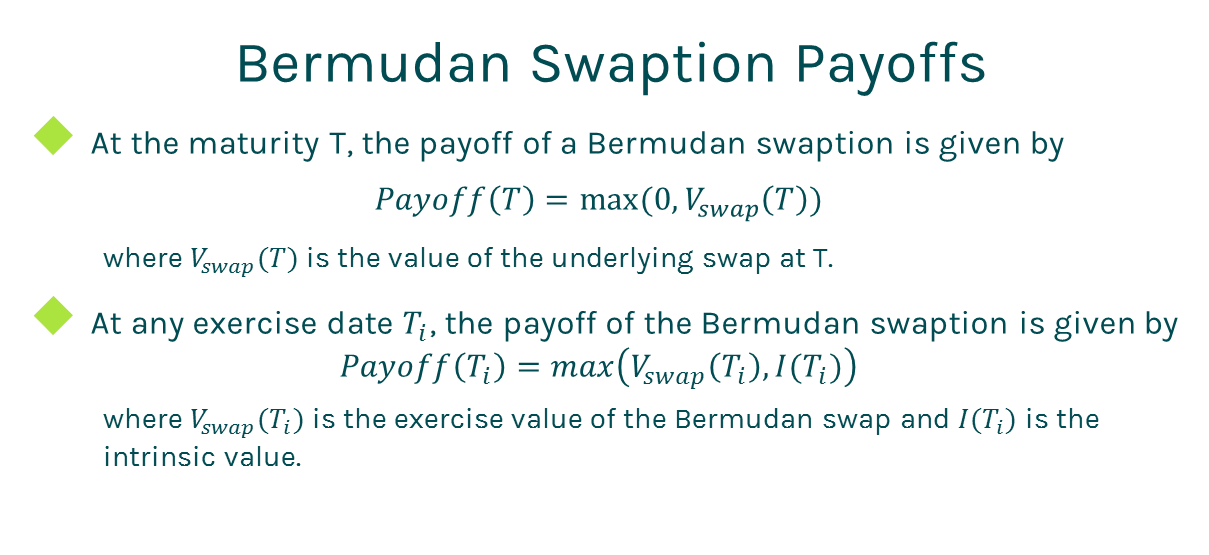 Bermudan Swaption Payoffs
At the maturity T, the payoff of a Bermudan swaption is given by
Payoff(T) = max(0, V_swap(T))
where V_swap(T) is the value of the underlying swap at T.
At any exercise date T_i, the payoff of the Bermudan swaption is given by
Payoff(T_i) = max(V_swap(T_i), I(T_i))
where V_swap(T_i) is the exercise value of the Bermudan swap and I(T_i) is the
intrinsic value.